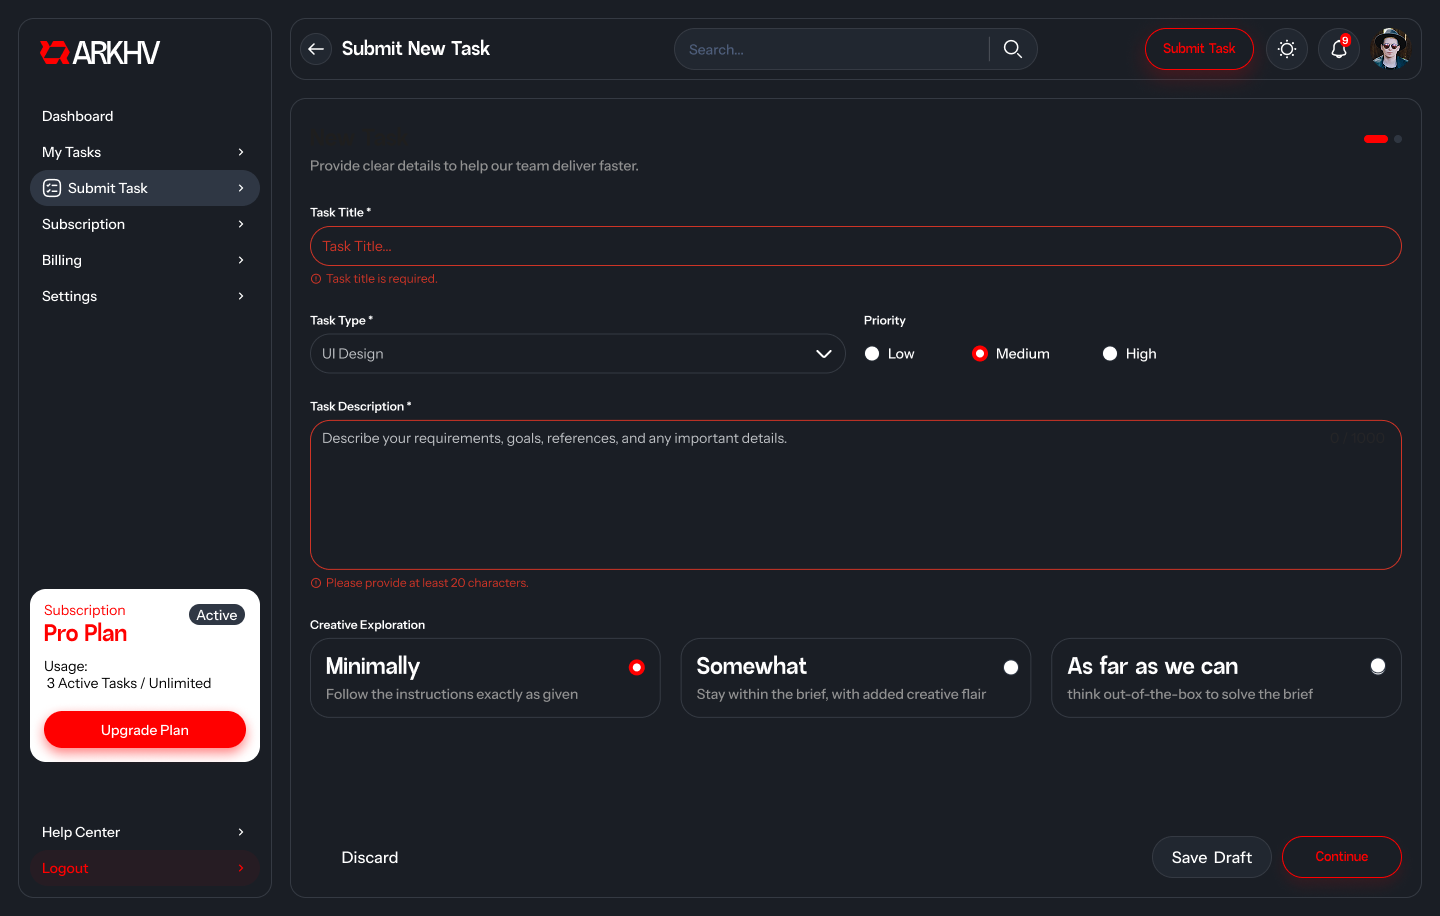 ARKHV
Dashboard
My Tasks
Submit Task
Subscription
Billing
Settings
Subscription
Active
Pro Plan
Usage:
3 Active Tasks / Unlimited
Upgrade Plan
Help Center
Logout
Submit New Task
Search...
Submit Task
9
Provide clear details to help our team deliver faster.
Task Title *
Task Title...
Task title is required.
Task Type *
Priority
UI Design
Low
Medium
High
Task Description *
Describe your requirements, goals, references, and any important details.
0 / 1000
Please provide at least 20 characters.
Creative Exploration
Minimally
Follow the instructions exactly as given
Somewhat
Stay within the brief, with added creative flair
As far as we can
think out-of-the-box to solve the brief
Discard
Save Draft
Continue